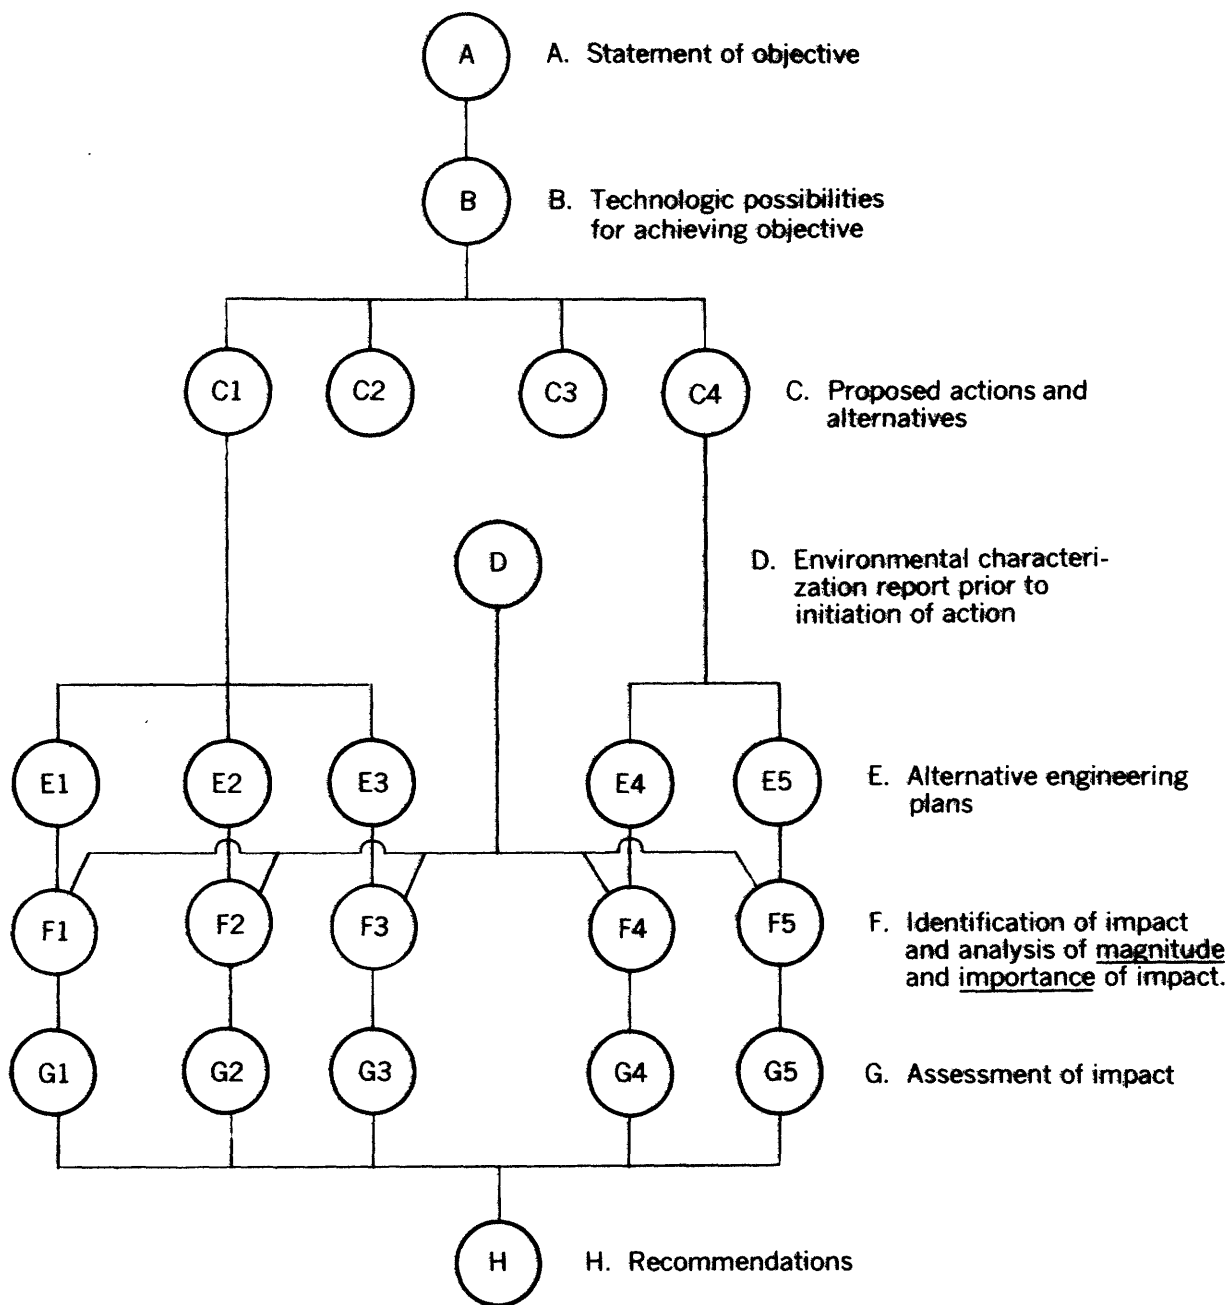 A
A. Statement of objective
B
B. Technologic possibilities
for achieving objective
C1
C2
C3
C4
C. Proposed actions and
alternatives
D
D. Environmental characteri-
zation report prior to
initiation of action
E1
E2
E3
E4
E5
E. Alternative engineering
plans
F1
F2
F3
F4
F5
F. Identification of impact
and analysis of magnitude
and importance of impact.
G1
G2
G3
G4
G5
G. Assessment of impact
H
H. Recommendations